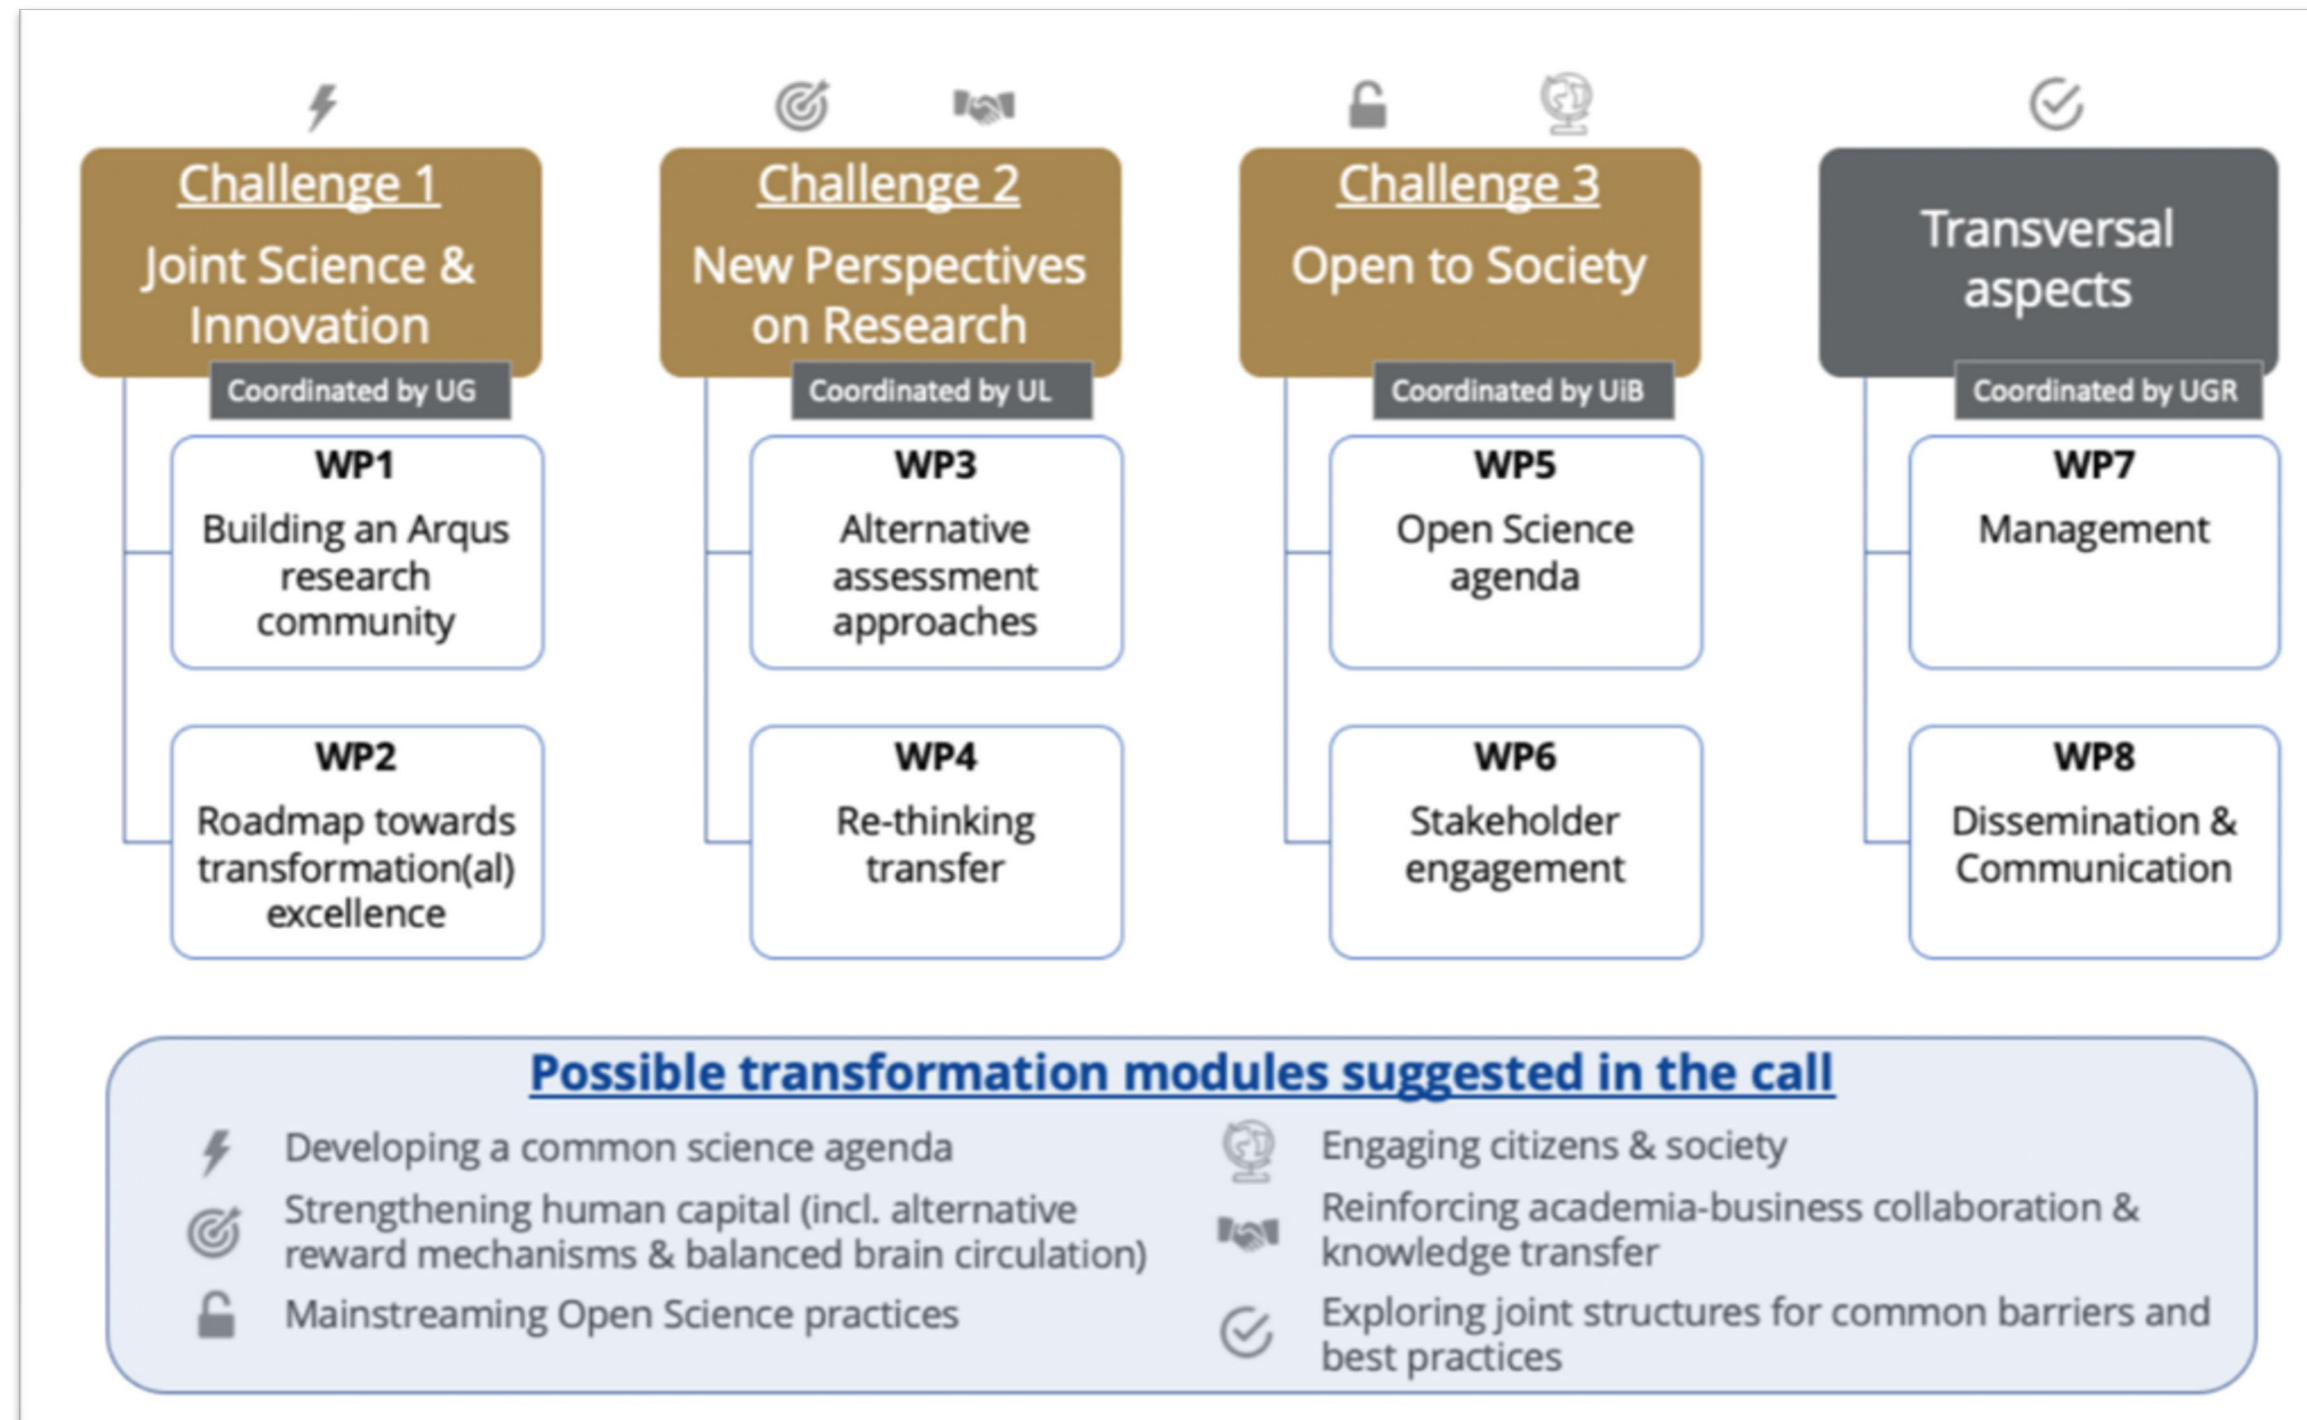 Challenge 1
Joint Science &
Innovation
Coordinated by UG
WP1
Building an Arqus
research
community
WP2
Roadmap towards
transformation(al)
excellence
Challenge 2
New Perspectives
on Research
Coordinated by UL
WP3
Alternative
assessment
approaches
WP4
Re-thinking
transfer
Challenge 3
Open to Society
Coordinated by UiB
WP5
Open Science
agenda
WP6
Stakeholder
engagement
Transversal
aspects
Coordinated by UGR
WP7
Management
WP8
Dissemination &
Communication
Possible transformation modules suggested in the call
Developing a common science agenda
Strengthening human capital (incl. alternative
reward mechanisms & balanced brain circulation)
Mainstreaming Open Science practices
Engaging citizens & society
Reinforcing academia-business collaboration &
knowledge transfer
Exploring joint structures for common barriers and
best practices